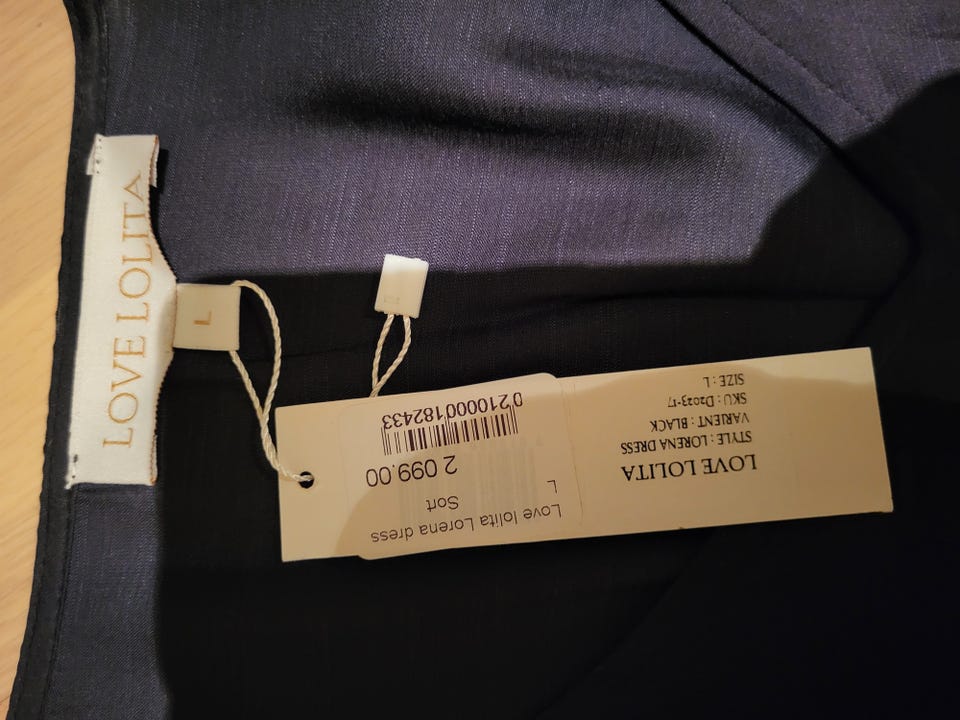 LOVE LOLITA
L
LOVE LOLITA
STYLE : LORENA DRESS
VARIENT : BLACK
SKU : D2023-17
SIZE : L
Love lolita Lorena dress
L
Sort
2 099.00
0210000182433